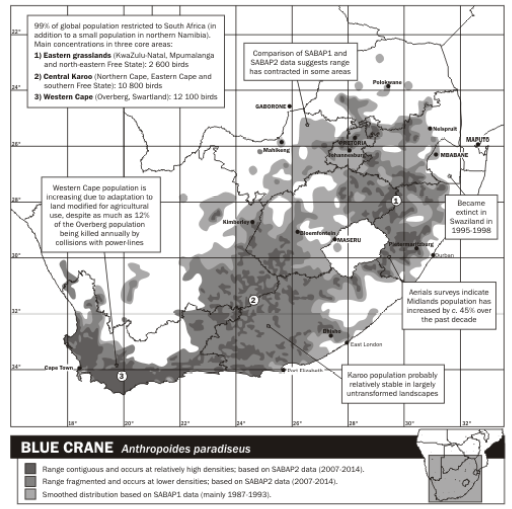 99% of global population restricted to South Africa (in
addition to a small population in northern Namibia).
Main concentrations in three core areas:
1) Eastern grasslands (KwaZulu-Natal, Mpumalanga
and north-eastern Free State): 2 600 birds
2) Central Karoo (Northern Cape, Eastern Cape and
southern Free State): 10 800 birds
3) Western Cape (Overberg, Swartland): 12 100 birds
22°
Comparison of SABAP1 and
SABAP2 data suggests range
has contracted in some areas
Polokwane
24°
24°
GABORONE
Nelspruit
MAPUTO
PRETORIA
Mahikeng
Johannesburg
MBABANE
26°
26°
Western Cape population is
increasing due to adaptation to
land modified for agricultural
use, despite as much as 12%
of the Overberg population
being killed annually by
collisions with power-lines
28°
1
Became
extinct in
Swaziland in
1995-1998
Kimberley
Bloemfontein
MASERU
Pietermaritzburg
Durban
Aerials surveys indicate
Midlands population has
increased by c. 45% over
the past decade
2
Bhisho
East London
Karoo population probably
relatively stable in largely
untransformed landscapes
Cape Town
3
Port Elizabeth
34°
34°
18°
20°
22°
24°
26°
28°
30°
32°
BLUE CRANE Anthropoides paradiseus
Range contiguous and occurs at relatively high densities; based on SABAP2 data (2007-2014).
Range fragmented and occurs at lower densities; based on SABAP2 data (2007-2014).
Smoothed distribution based on SABAP1 data (mainly 1987-1993).